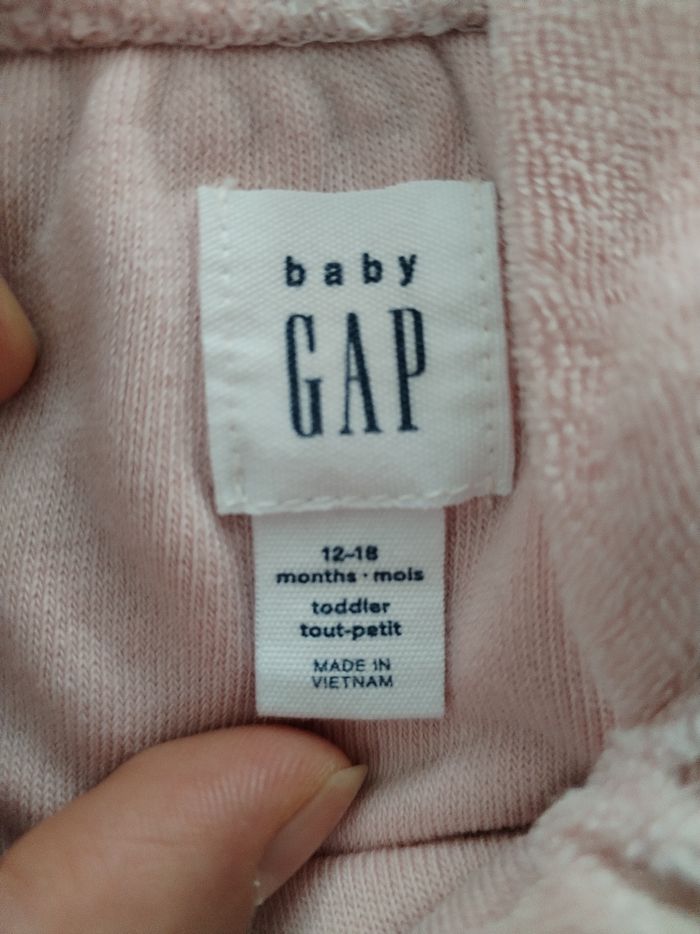 baby
GAP
12-18
months · mois
toddler
tout-petit
MADE IN
VIETNAM